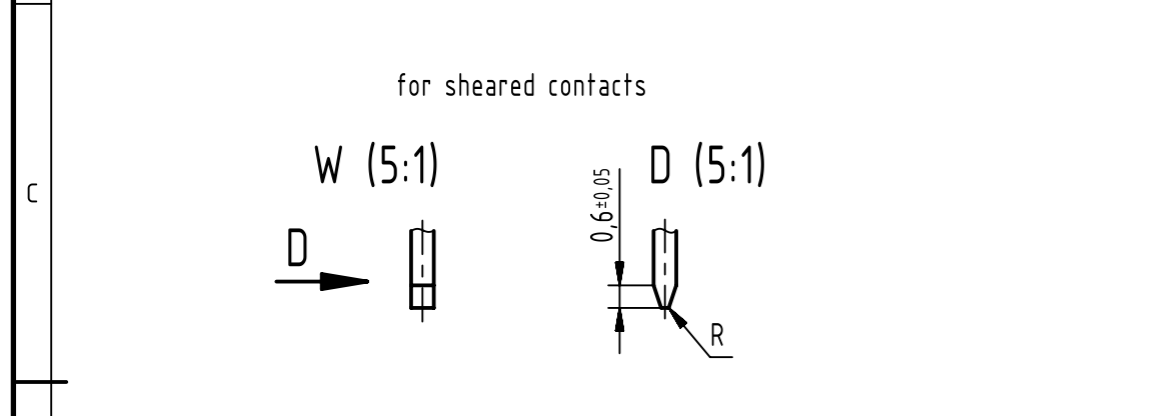 for sheared contacts
W (5:1)
D (5:1)
0,6±0,05
C
D
R